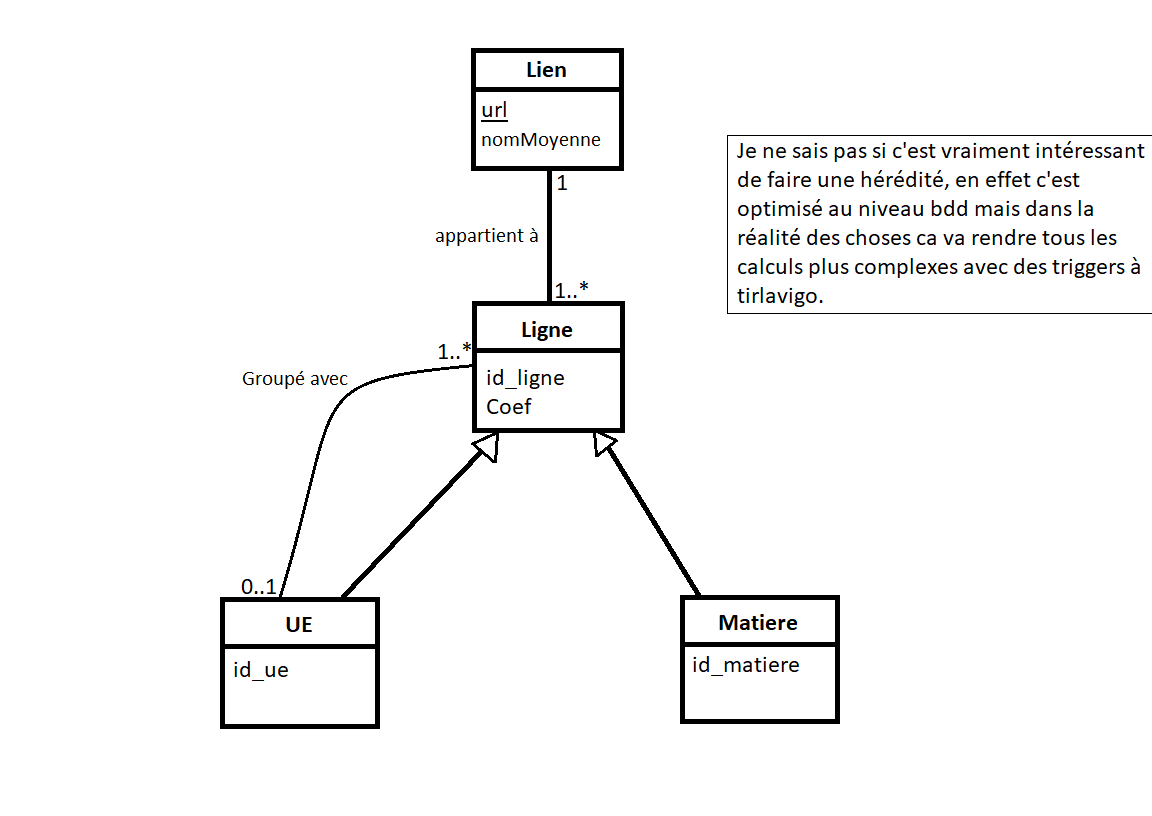 Lien
url
nomMoyenne
Je ne sais pas si c'est vraiment intéressant
de faire une hérédité, en effet c'est
optimisé au niveau bdd mais dans la
réalité des choses ca va rendre tous les
calculs plus complexes avec des triggers à
tirlavigo.
1
appartient à
1..*
Ligne
id_ligne
Coef
1..*
Groupé avec
0..1
UE
id_ue
Matiere
id_matiere